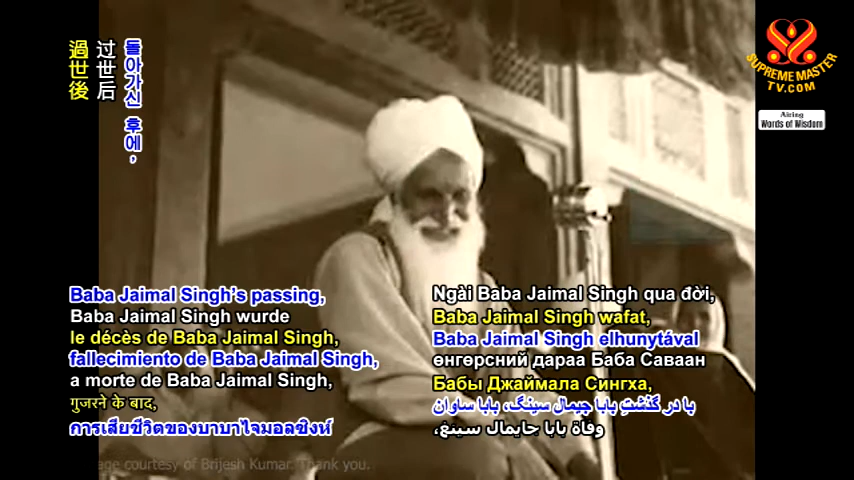 過世後
过世后
돌아가신 후에,
SUPREME MASTER
TV.COM
Airing
Words of Wisdom
Baba Jaimal Singh's passing,
Baba Jaimal Singh wurde
le décès de Baba Jaimal Singh,
fallecimiento de Baba Jaimal Singh,
a morte de Baba Jaimal Singh,
गुजरने के बाद,
การเสียชีวิตของบาบาไจมอลซิงห์
Ngài Baba Jaimal Singh qua đời,
Baba Jaimal Singh wafat,
Baba Jaimal Singh elhunytával
өнгөрсний дараа Баба Саваан
Бабы Джаймала Сингха,
با در گذشتِ بابا جیمال سینگ، بابا ساوان
وفاة بابا جايمال سينغ،
age courtesy of Brijesh Kumar. Thank you.